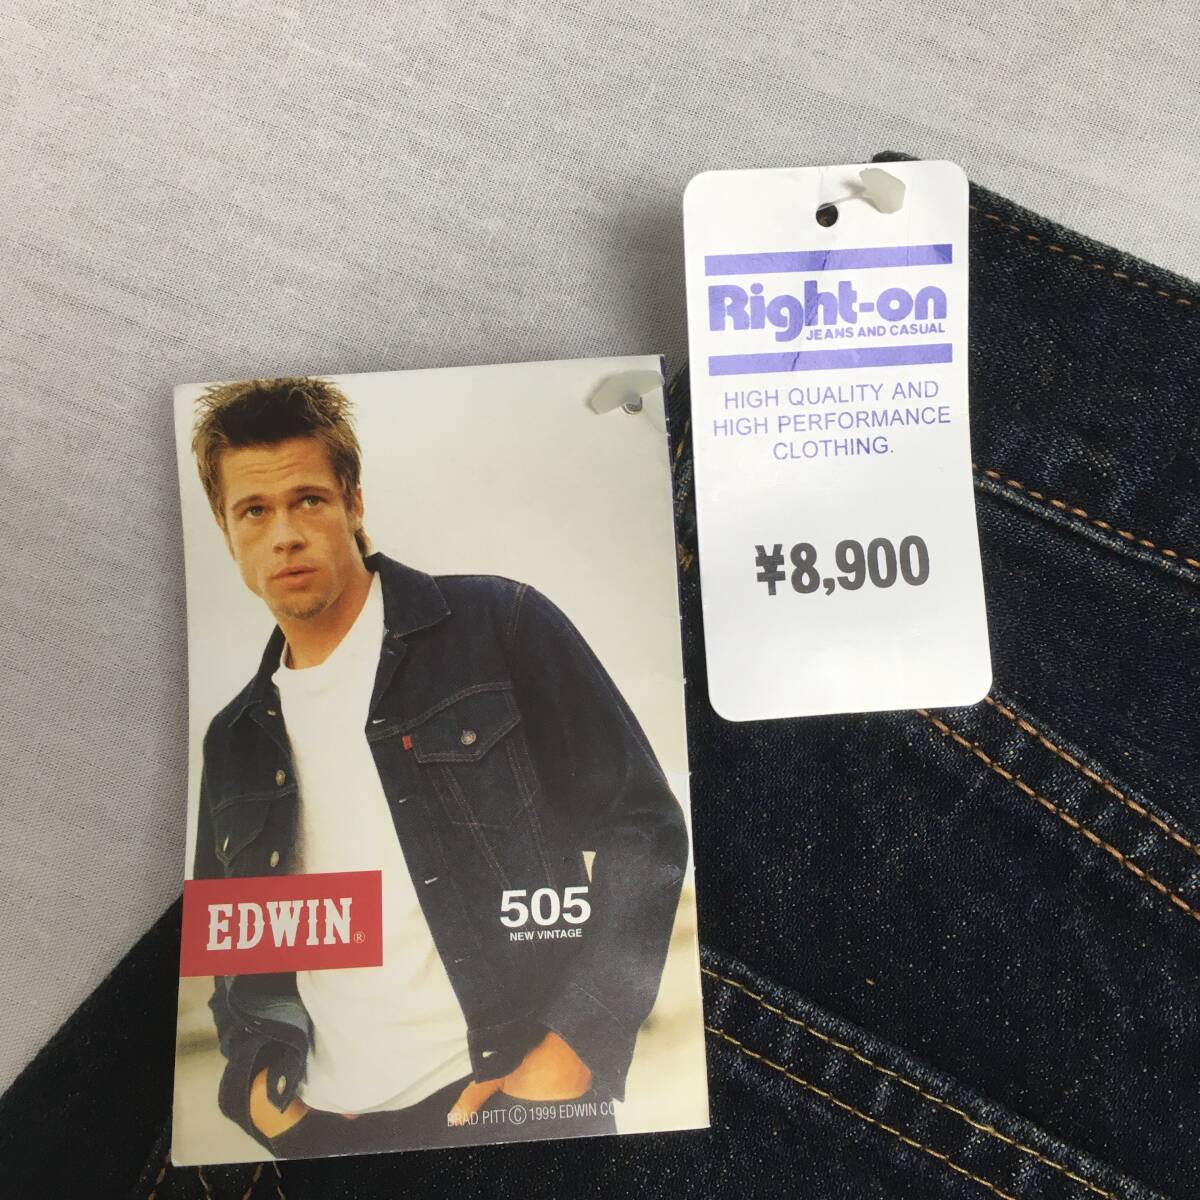 Right-on
JEANS AND CASUAL
HIGH QUALITY AND
HIGH PERFORMANCE
CLOTHING.
¥8,900
EDWIN®
505
NEW VINTAGE
BRAD PITT © 1999 EDWIN CO